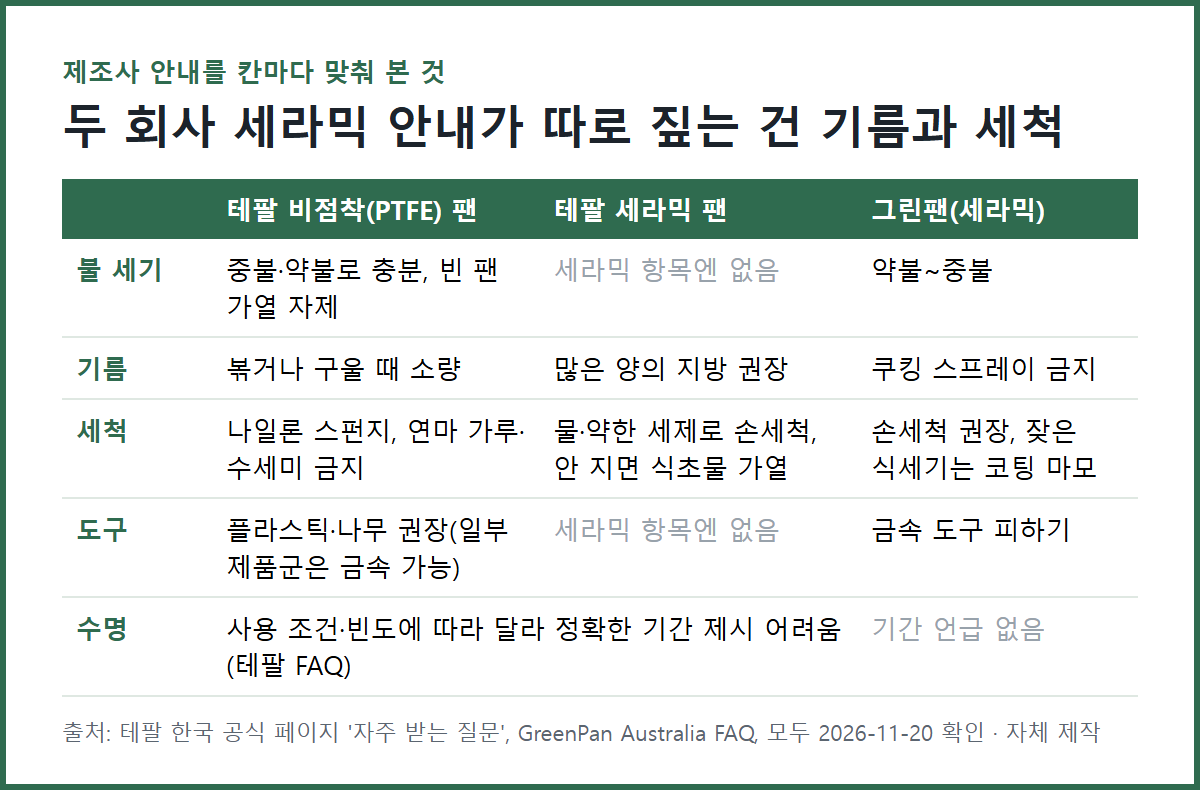 제조사 안내를 칸마다 맞춰 본 것
두 회사 세라믹 안내가 따로 짚는 건 기름과 세척
테팔 비점착(PTFE) 팬 테팔 세라믹 팬 그린팬(세라믹)
불 세기 중불·약불로 충분, 빈 팬 세라믹 항목엔 없음 약불~중불
가열 자제
기름 볶거나 구울 때 소량 많은 양의 지방 권장 쿠킹 스프레이 금지
세척 나일론 스펀지, 연마 가루· 물·약한 세제로 손세척, 손세척 권장, 잦은
수세미 금지 안 지면 식초물 가열 식세기는 코팅 마모
도구 플라스틱·나무 권장(일부 세라믹 항목엔 없음 금속 도구 피하기
제품군은 금속 가능)
수명 사용 조건·빈도에 따라 달라 정확한 기간 제시 어려움 기간 언급 없음
(테팔 FAQ)
출처: 테팔 한국 공식 페이지 '자주 받는 질문', GreenPan Australia FAQ, 모두 2026-11-20 확인 · 자체 제작